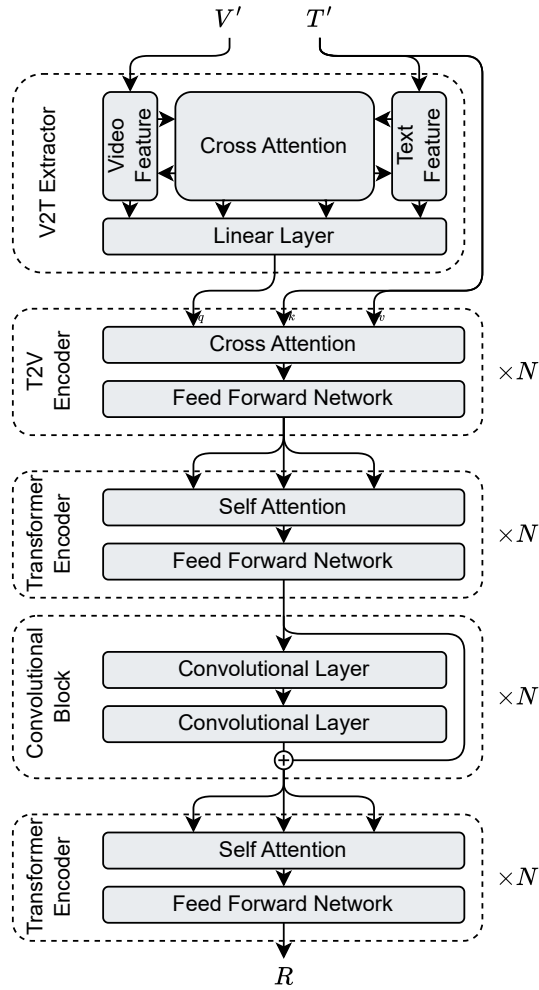 V′ T′
V2T Extractor
Video
Feature
Cross Attention
Text
Feature
Linear Layer
q k v
T2V
Encoder
Cross Attention
Feed Forward Network
×N
Transformer
Encoder
Self Attention
Feed Forward Network
×N
Convolutional
Block
Convolutional Layer
Convolutional Layer
×N
Transformer
Encoder
Self Attention
Feed Forward Network
×N
R